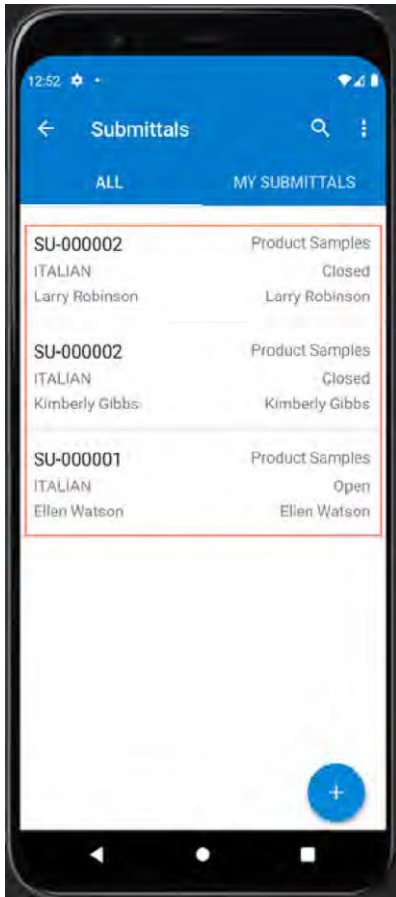 12:52
Submittals
ALL MY SUBMITTALS
SU-000002 Product Samples
ITALIAN Closed
Larry Robinson Larry Robinson
SU-000002 Product Samples
ITALIAN Closed
Kimberly Gibbs Kimberly Gibbs
SU-000001 Product Samples
ITALIAN Open
Ellen Watson Ellen Watson